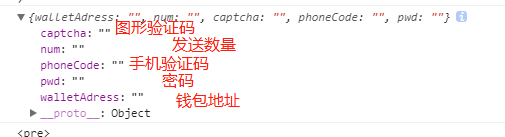 ▼{walletAdress: "", num: "", captcha: "", phoneCode: "", pwd: ""} i
captcha: "" 图形验证码
num: "" 发送数量
phoneCode: "" 手机验证码
pwd: "" 密码
walletAdress: "" 钱包地址
▶ __proto__: Object
<pre>